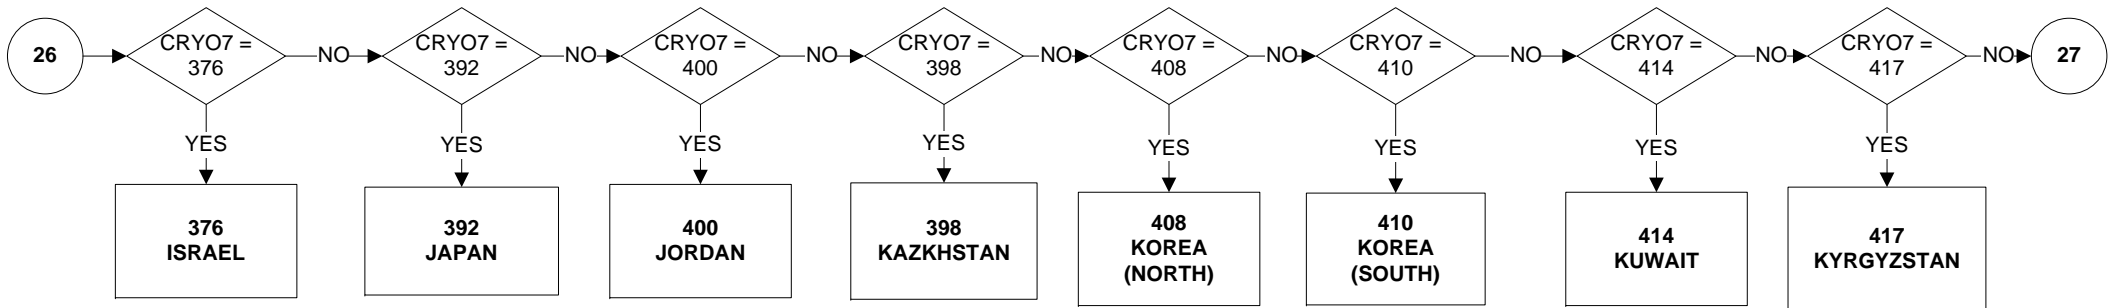 26
CRYO7 =
376
NO
CRYO7 =
392
NO
CRYO7 =
400
NO
CRYO7 =
398
NO
CRYO7 =
408
NO
CRYO7 =
410
NO
CRYO7 =
414
NO
CRYO7 =
417
NO
27
YES
YES
YES
YES
YES
YES
YES
YES
376
ISRAEL
392
JAPAN
400
JORDAN
398
KAZKHSTAN
408
KOREA
(NORTH)
410
KOREA
(SOUTH)
414
KUWAIT
417
KYRGYZSTAN